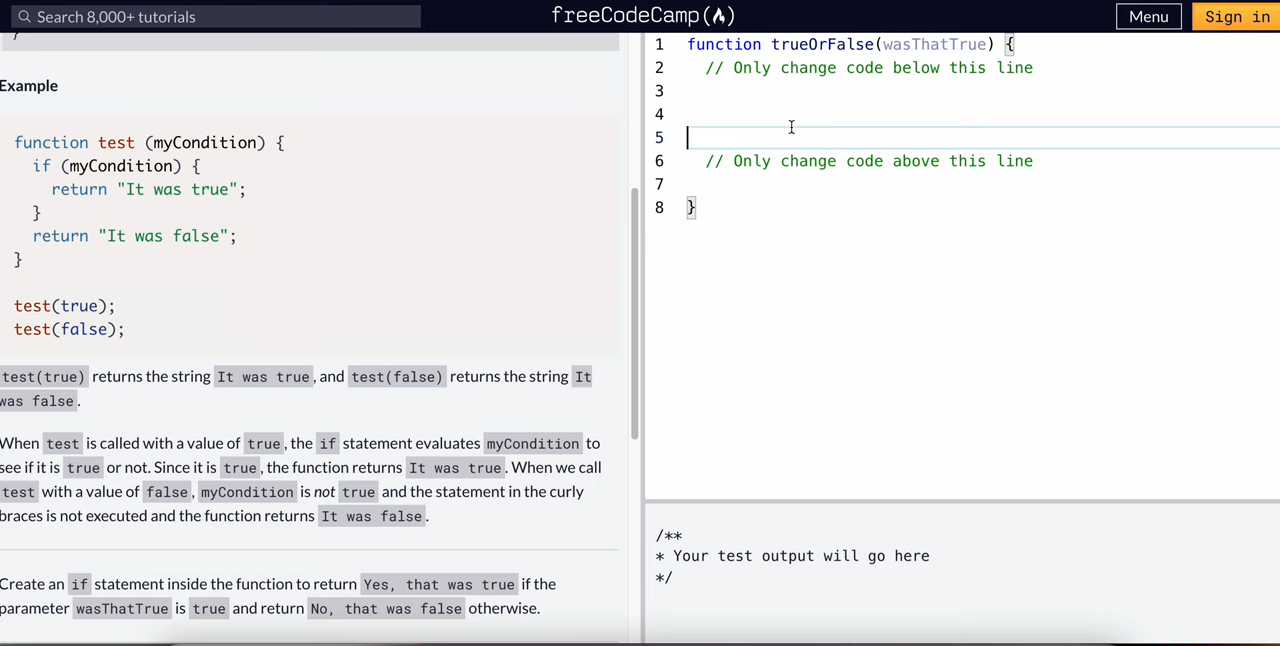 Search 8,000+ tutorials
freeCodeCamp
Menu
Sign in
}
Example
function test (myCondition) {
if (myCondition) {
return "It was true";
}
return "It was false";
}
test(true);
test(false);
test(true) returns the string It was true, and test(false) returns the string It
was false.
When test is called with a value of true, the if statement evaluates myCondition to
see if it is true or not. Since it is true, the function returns It was true. When we call
test with a value of false, myCondition is not true and the statement in the curly
braces is not executed and the function returns It was false.
Create an if statement inside the function to return Yes, that was true if the
parameter wasThatTrue is true and return No, that was false otherwise.
1 function trueOrFalse(wasThatTrue) {
2 // Only change code below this line
3
4
5
6 // Only change code above this line
7
8 }
/**
* Your test output will go here
*/